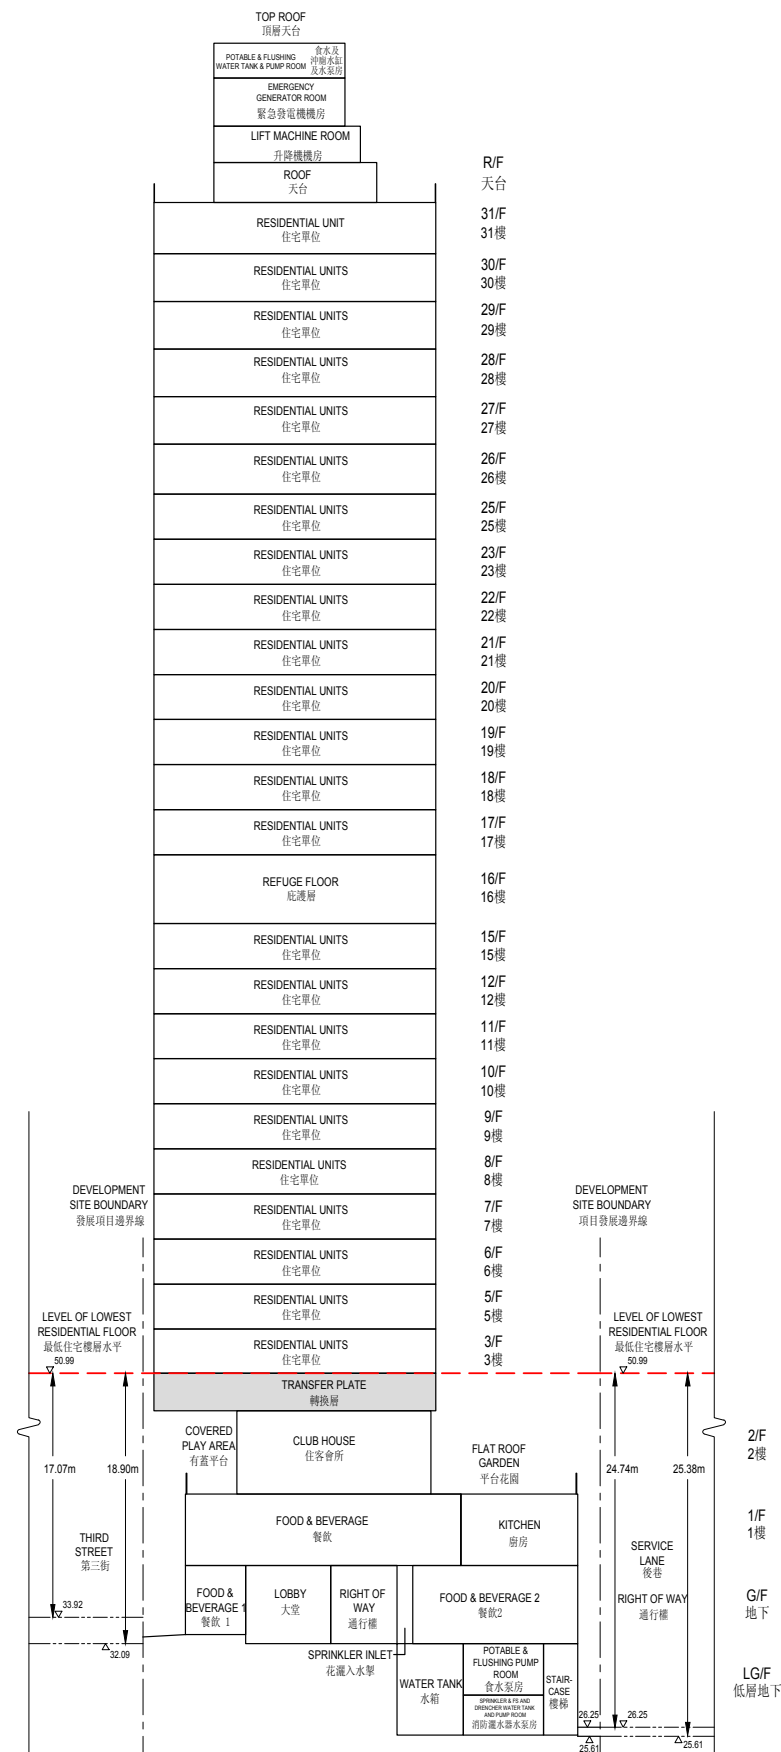 TOP ROOF
頂層天台
POTABLE & FLUSHING
WATER TANK & PUMP ROOM
食水及
沖廁水缸
及水泵房
EMERGENCY
GENERATOR ROOM
緊急發電機機房
LIFT MACHINE ROOM
升降機機房
ROOF
天台
R/F
天台
RESIDENTIAL UNIT
住宅單位
31/F
31樓
RESIDENTIAL UNITS
住宅單位
30/F
30樓
RESIDENTIAL UNITS
住宅單位
29/F
29樓
RESIDENTIAL UNITS
住宅單位
28/F
28樓
RESIDENTIAL UNITS
住宅單位
27/F
27樓
RESIDENTIAL UNITS
住宅單位
26/F
26樓
RESIDENTIAL UNITS
住宅單位
25/F
25樓
RESIDENTIAL UNITS
住宅單位
23/F
23樓
RESIDENTIAL UNITS
住宅單位
22/F
22樓
RESIDENTIAL UNITS
住宅單位
21/F
21樓
RESIDENTIAL UNITS
住宅單位
20/F
20樓
RESIDENTIAL UNITS
住宅單位
19/F
19樓
RESIDENTIAL UNITS
住宅單位
18/F
18樓
RESIDENTIAL UNITS
住宅單位
17/F
17樓
REFUGE FLOOR
庇護層
16/F
16樓
RESIDENTIAL UNITS
住宅單位
15/F
15樓
RESIDENTIAL UNITS
住宅單位
12/F
12樓
RESIDENTIAL UNITS
住宅單位
11/F
11樓
RESIDENTIAL UNITS
住宅單位
10/F
10樓
RESIDENTIAL UNITS
住宅單位
9/F
9樓
RESIDENTIAL UNITS
住宅單位
8/F
8樓
DEVELOPMENT
SITE BOUNDARY
發展項目邊界線
RESIDENTIAL UNITS
住宅單位
7/F
7樓
DEVELOPMENT
SITE BOUNDARY
項目發展邊界線
RESIDENTIAL UNITS
住宅單位
6/F
6樓
RESIDENTIAL UNITS
住宅單位
5/F
5樓
LEVEL OF LOWEST
RESIDENTIAL FLOOR
最低住宅樓層水平
50.99
RESIDENTIAL UNITS
住宅單位
3/F
3樓
LEVEL OF LOWEST
RESIDENTIAL FLOOR
最低住宅樓層水平
50.99
TRANSFER PLATE
轉換層
COVERED
PLAY AREA
有蓋平台
CLUB HOUSE
住客會所
FLAT ROOF
GARDEN
平台花園
2/F
2樓
17.07m
18.90m
24.74m
25.38m
FOOD & BEVERAGE
餐飲
KITCHEN
廚房
1/F
1樓
THIRD
STREET
第三街
SERVICE
LANE
後巷
RIGHT OF WAY
通行權
FOOD &
BEVERAGE 1
餐飲 1
LOBBY
大堂
RIGHT OF
WAY
通行權
FOOD & BEVERAGE 2
餐飲2
G/F
地下
33.92
32.09
SPRINKLER INLET
花灑入水掣
WATER TANK
水箱
POTABLE &
FLUSHING PUMP
ROOM
食水泵房
SPRINKLER & FS AND
DRENCHER WATER TANK
AND PUMP ROOM
消防灑水器水泵房
STAIR-
CASE
樓梯
LG/F
低層地下
26.25
26.25
25.61
25.61